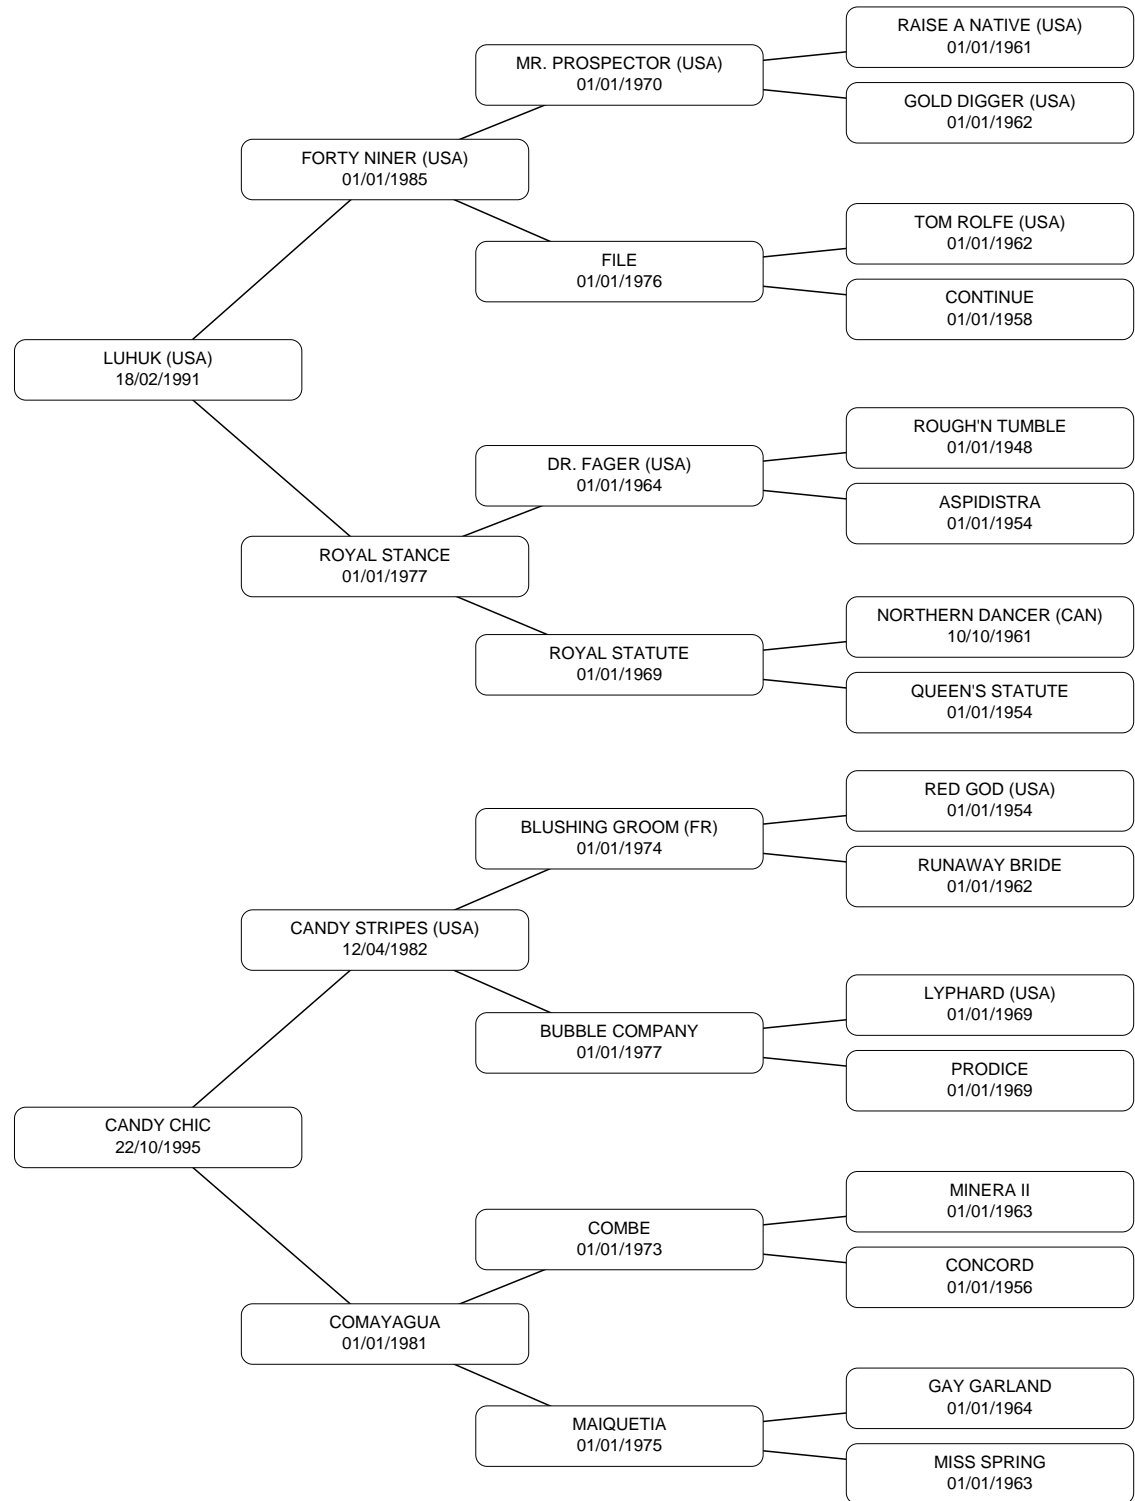 RAISE A NATIVE (USA)
01/01/1961
MR. PROSPECTOR (USA)
01/01/1970
GOLD DIGGER (USA)
01/01/1962
FORTY NINER (USA)
01/01/1985
TOM ROLFE (USA)
01/01/1962
FILE
01/01/1976
CONTINUE
01/01/1958
LUHUK (USA)
18/02/1991
ROUGH'N TUMBLE
01/01/1948
DR. FAGER (USA)
01/01/1964
ASPIDISTRA
01/01/1954
ROYAL STANCE
01/01/1977
NORTHERN DANCER (CAN)
10/10/1961
ROYAL STATUTE
01/01/1969
QUEEN'S STATUTE
01/01/1954
RED GOD (USA)
01/01/1954
BLUSHING GROOM (FR)
01/01/1974
RUNAWAY BRIDE
01/01/1962
CANDY STRIPES (USA)
12/04/1982
LYPHARD (USA)
01/01/1969
BUBBLE COMPANY
01/01/1977
PRODICE
01/01/1969
CANDY CHIC
22/10/1995
MINERA II
01/01/1963
COMBE
01/01/1973
CONCORD
01/01/1956
COMAYAGUA
01/01/1981
GAY GARLAND
01/01/1964
MAIQUETIA
01/01/1975
MISS SPRING
01/01/1963